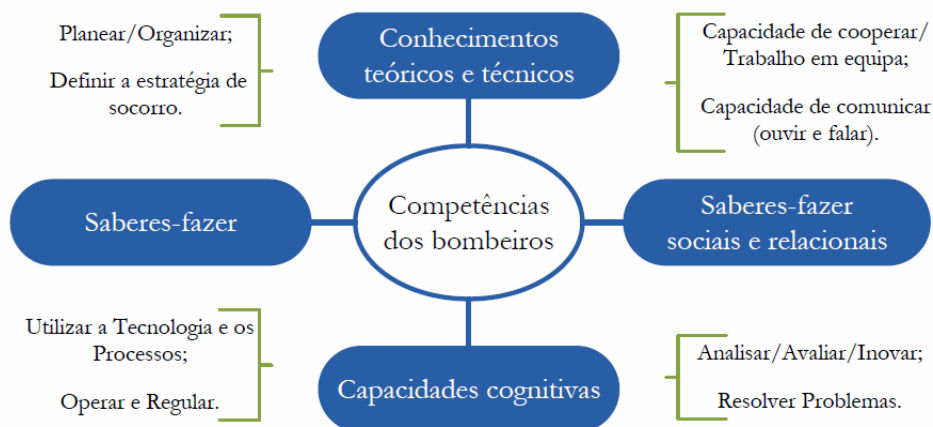 Planear/Organizar;
Definir a estratégia de
socorro.
Conhecimentos
teóricos e técnicos
Capacidade de cooperar/
Trabalho em equipa;
Capacidade de comunicar
(ouvir e falar).
Saberes-fazer
Competências
dos bombeiros
Saberes-fazer
sociais e relacionais
Utilizar a Tecnologia e os
Processos;
Operar e Regular.
Capacidades cognitivas
Analisar/Avaliar/Inovar;
Resolver Problemas.